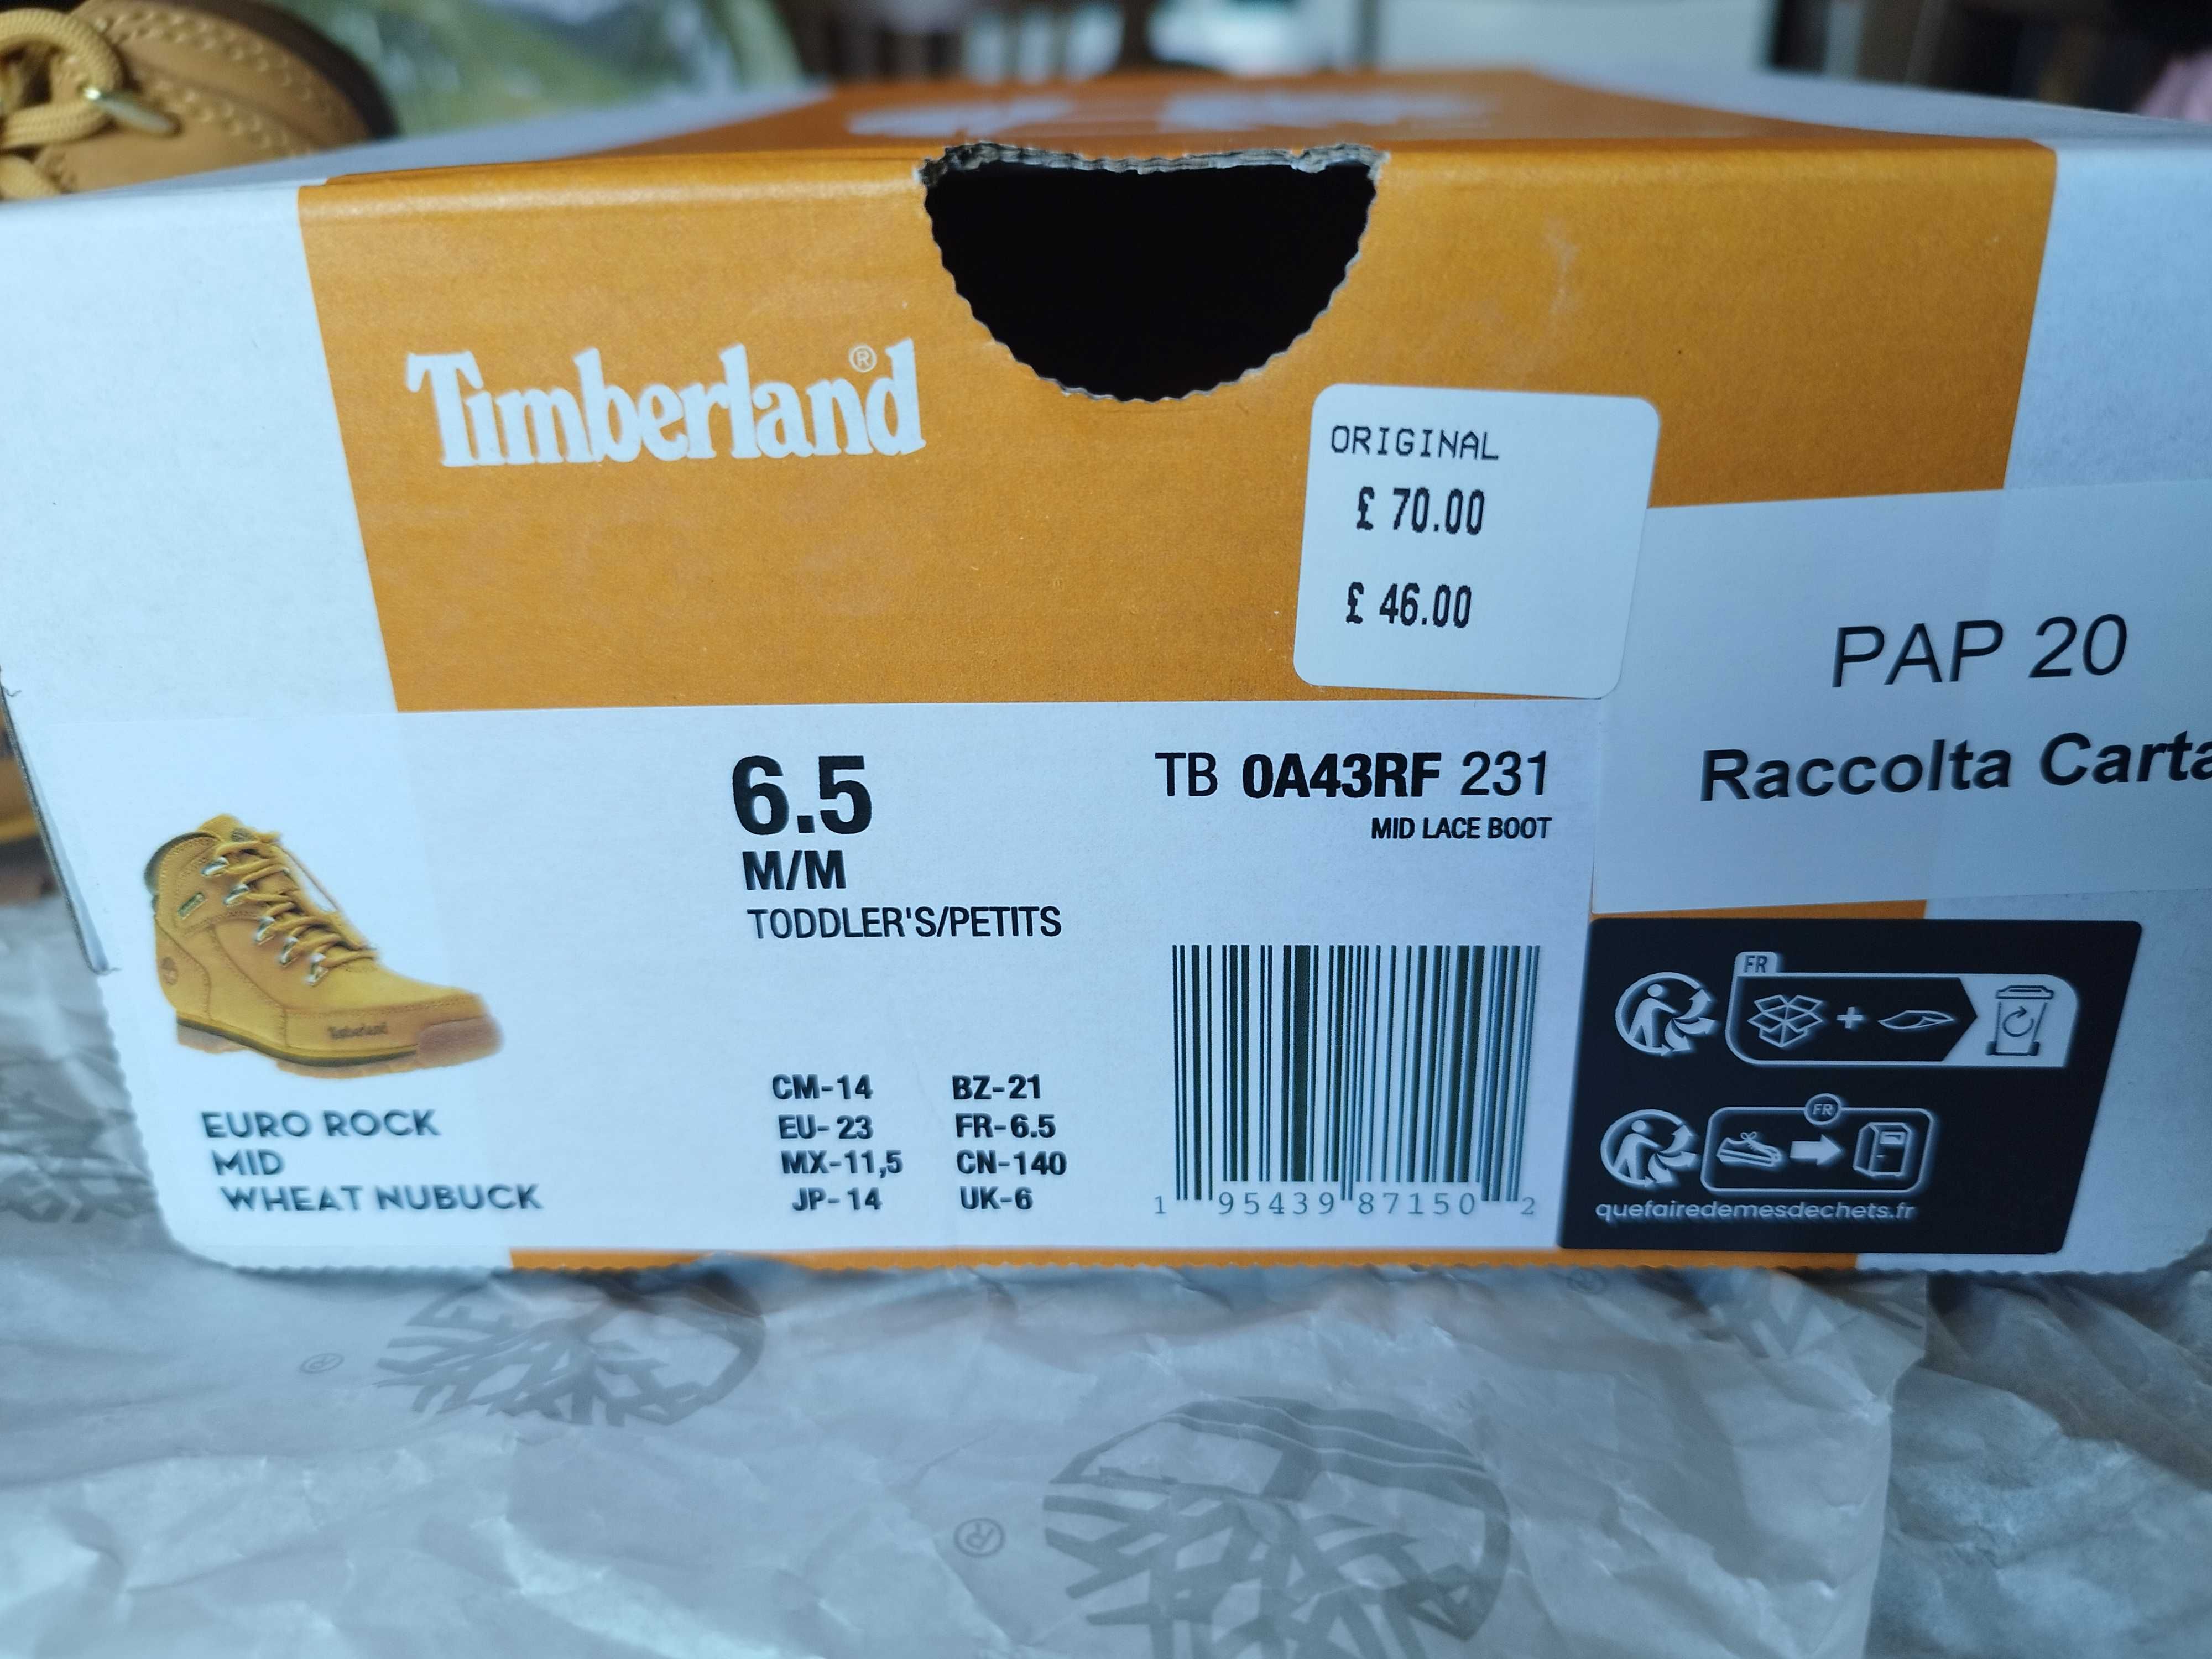 Timberland®
ORIGINAL
£ 70.00
£ 46.00
PAP 20
Raccolta Carta
6.5
M/M
TODDLER'S/PETITS
TB 0A43RF 231
MID LACE BOOT
Timberland
EURO ROCK
MID
WHEAT NUBUCK
CM-14 BZ-21
EU-23 FR-6.5
MX-11,5 CN-140
JP-14 UK-6
1 95439 87150 2
FR
FR
quefairedemesdechets.fr
®
®